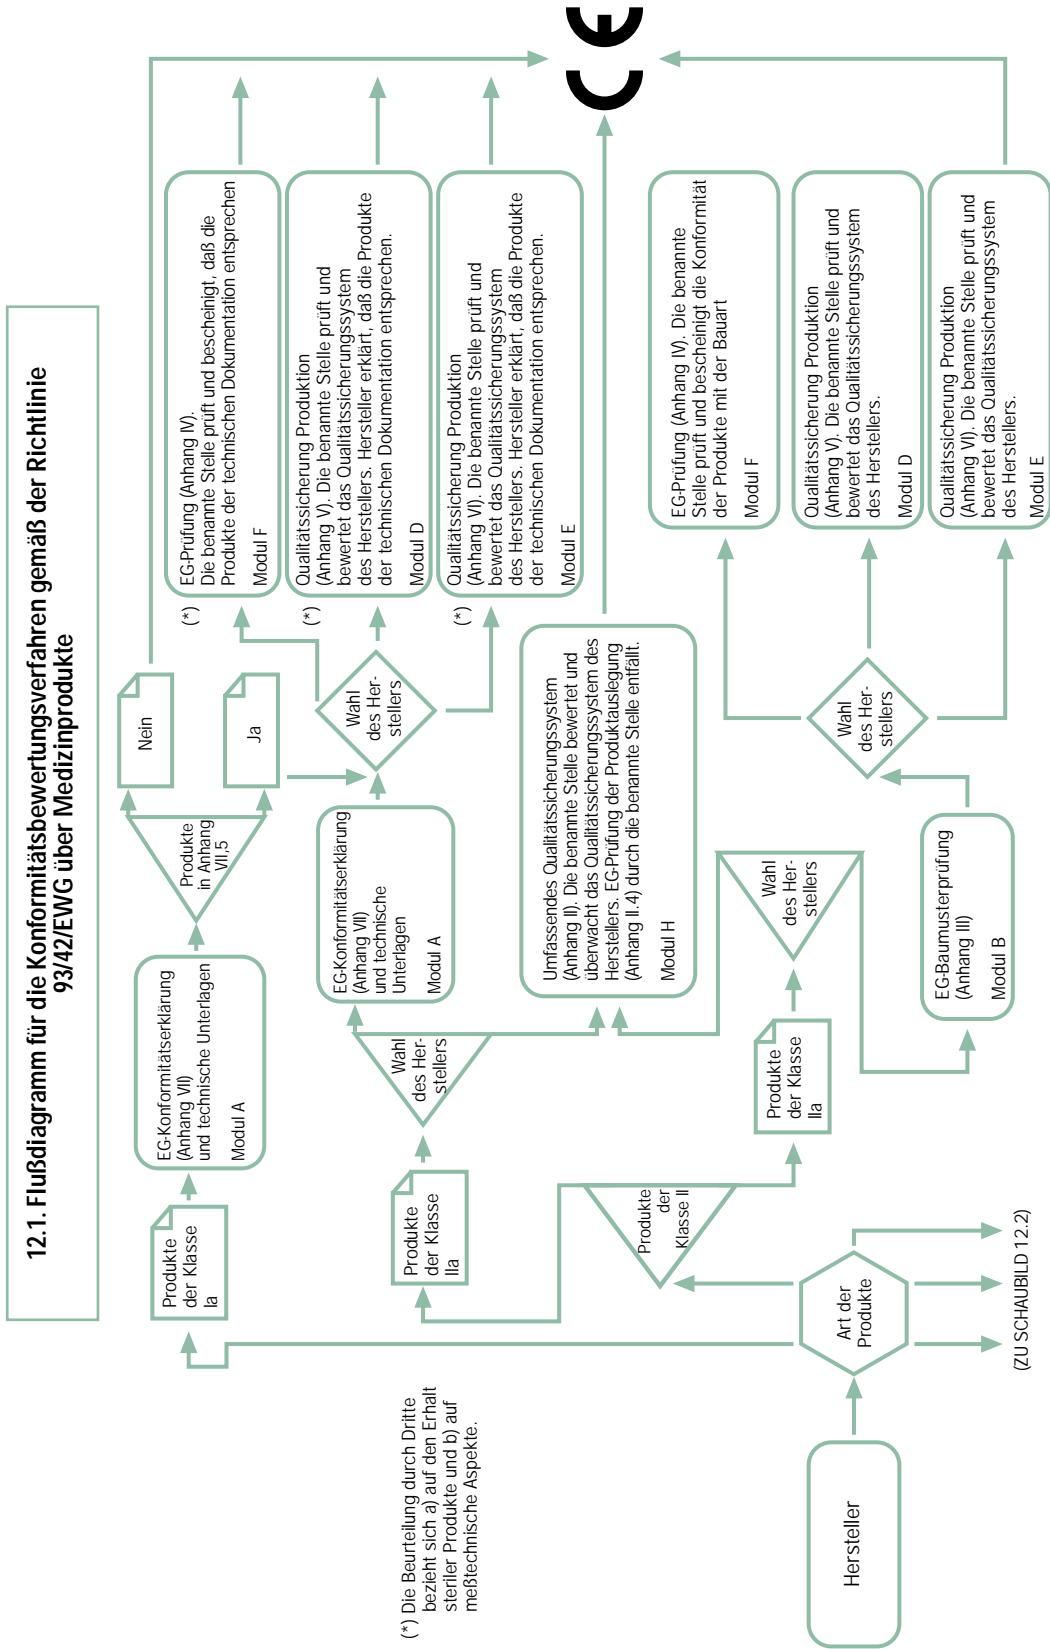 12.1. Flußdiagramm für die Konformitätsbewertungsverfahren gemäß der Richtlinie
93/42/EWG über Medizinprodukte
Hersteller
Art der
Produkte
(ZU SCHAUBILD 12.2)
(*) Die Beurteilung durch Dritte
bezieht sich a) auf den Erhalt
steriler Produkte und b) auf
meßtechnische Aspekte.
Produkte
der Klasse
Ia
EG-Konformitätserklärung
(Anhang VII)
und technische Unterlagen
Modul A
Produkte
in Anhang
VII,5
Nein
Ja
Produkte
der
Klasse II
Produkte
der Klasse
IIa
Wahl
des Her-
stellers
EG-Konformitätserklärung
(Anhang VII)
und technische
Unterlagen
Modul A
Wahl
des Her-
stellers
(*)
EG-Prüfung (Anhang IV).
Die benannte Stelle prüft und bescheinigt, daß die
Produkte der technischen Dokumentation entsprechen
Modul F
(*)
Qualitätssicherung Produktion
(Anhang V). Die benannte Stelle prüft und
bewertet das Qualitätssicherungssystem
des Herstellers. Hersteller erklärt, daß die Produkte
der technischen Dokumentation entsprechen.
Modul D
(*)
Qualitätssicherung Produktion
(Anhang VI). Die benannte Stelle prüft und
bewertet das Qualitätssicherungssystem
des Herstellers. Hersteller erklärt, daß die Produkte
der technischen Dokumentation entsprechen.
Modul E
Umfassendes Qualitätssicherungssystem
(Anhang II). Die benannte Stelle bewertet und
überwacht das Qualitätssicherungssystem des
Herstellers. EG-Prüfung der Produktauslegung
(Anhang II.4) durch die benannte Stelle entfällt.
Modul H
Produkte
der Klasse
IIa
Wahl
des Her-
stellers
EG-Baumusterprüfung
(Anhang III)
Modul B
Wahl
des Her-
stellers
EG-Prüfung (Anhang IV). Die benannte
Stelle prüft und bescheinigt die Konformität
der Produkte mit der Bauart
Modul F
Qualitätssicherung Produktion
(Anhang V). Die benannte Stelle prüft und
bewertet das Qualitätssicherungssystem
des Herstellers.
Modul D
Qualitätssicherung Produktion
(Anhang VI). Die benannte Stelle prüft und
bewertet das Qualitätssicherungssystem
des Herstellers.
Modul E
CE